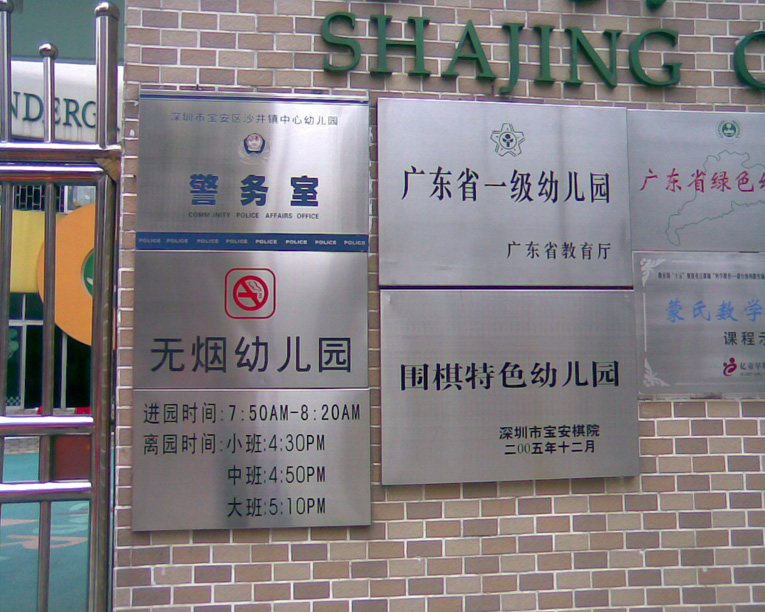 SHAJING
NDERG
深圳市宝安区沙井镇中心幼儿园
警务室
COMMUNITY POLICE AFFAIRS OFFICE
POLICE POLICE POLICE POLICE POLICE POLICE POLICE POLICE
无烟幼儿园
进园时间:7:50AM-8:20AM
离园时间:小班:4:30PM
中班:4:50PM
大班:5:10PM
广东省一级幼儿园
广东省教育厅
围棋特色幼儿园
深圳市宝安棋院
二00五年十二月
广东省绿色
蒙氏数学
课程示